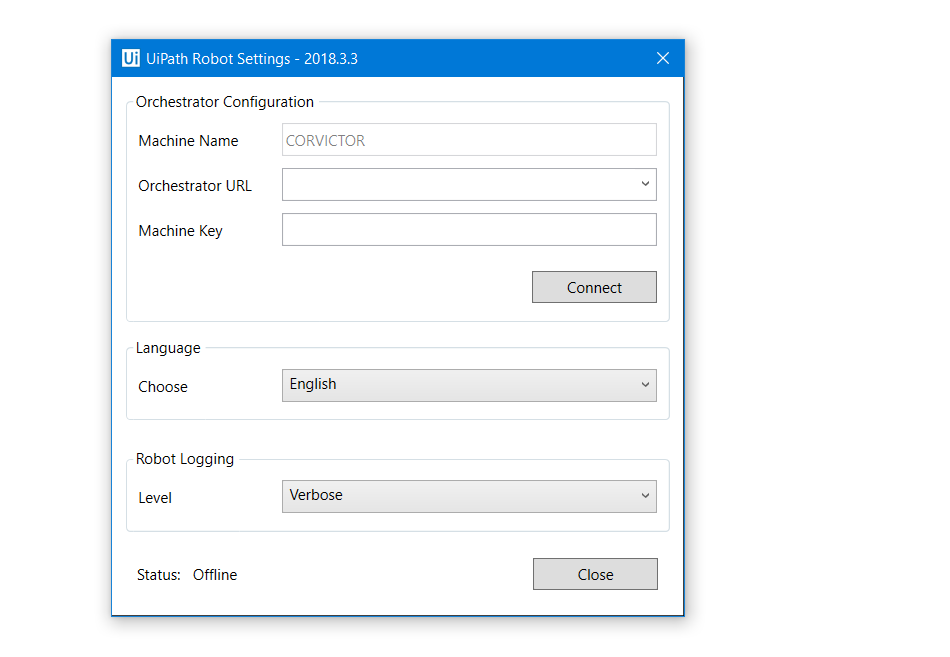 Ui UiPath Robot Settings - 2018.3.3
Orchestrator Configuration
Machine Name CORVICTOR
Orchestrator URL
Machine Key
Connect
Language
Choose English
Robot Logging
Level Verbose
Status: Offline Close